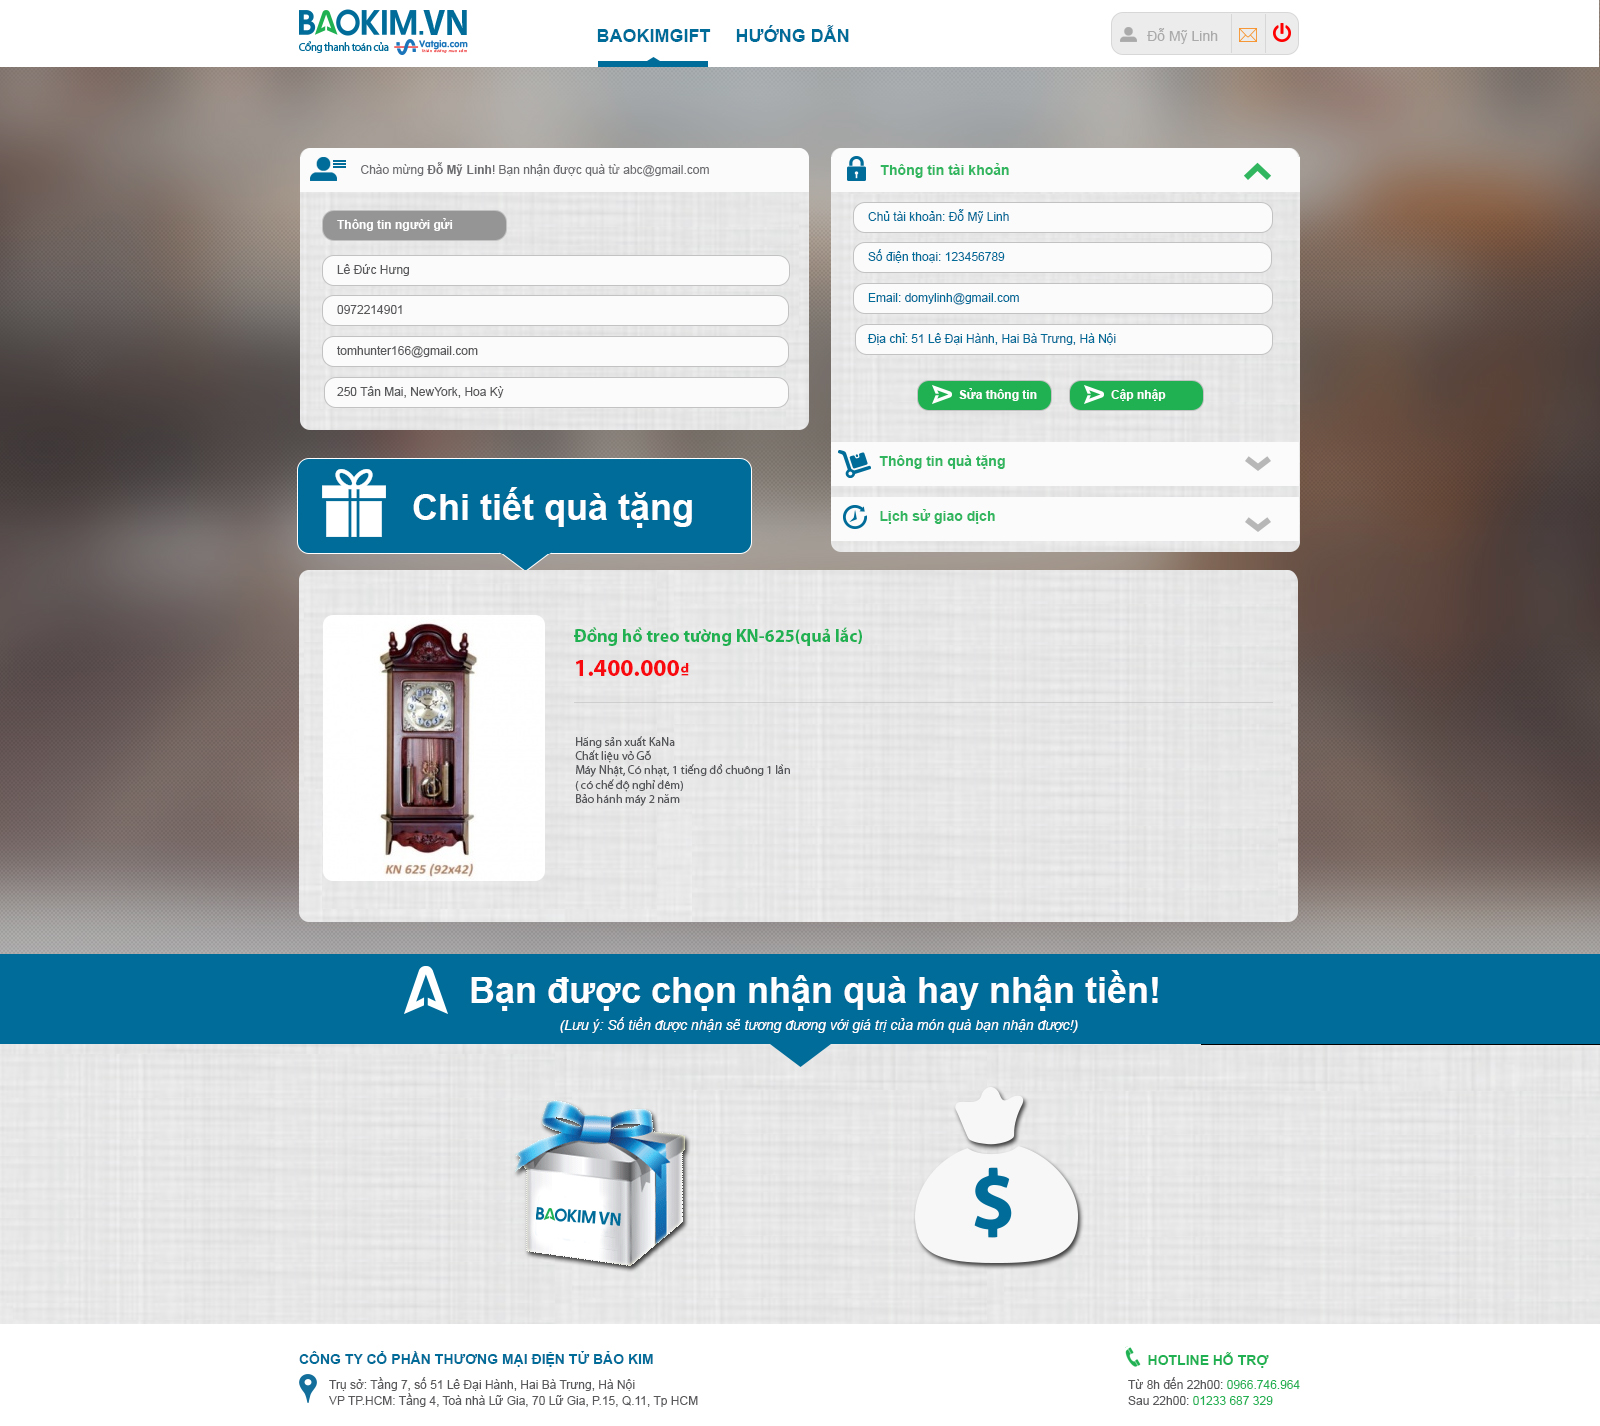 BAOKIM.VN
Cổng thanh toán của Vatgia.com
BAOKIMGIFT HƯỚNG DẪN
Đỗ Mỹ Linh
Chào mừng Đỗ Mỹ Linh! Bạn nhận được quà từ abc@gmail.com
Thông tin người gửi
Lê Đức Hưng
0972214901
tomhunter166@gmail.com
250 Tân Mai, NewYork, Hoa Kỳ
Thông tin tài khoản
Chủ tài khoản: Đỗ Mỹ Linh
Số điện thoại: 123456789
Email: domylinh@gmail.com
Địa chỉ: 51 Lê Đại Hành, Hai Bà Trưng, Hà Nội
Sửa thông tin
Cập nhập
Thông tin quà tặng
Lịch sử giao dịch
Chi tiết quà tặng
Đồng hồ treo tường KN-625(quả lắc)
1.400.000₫
Hãng sản xuất KaNa
Chất liệu vỏ Gỗ
Máy Nhật, Có nhạt, 1 tiếng đổ chuông 1 lần
( có chế độ nghỉ đêm)
Bảo hành máy 2 năm
KN 625 (92x42)
Bạn được chọn nhận quà hay nhận tiền!
(Lưu ý: Số tiền được nhận sẽ tương đương với giá trị của món quà bạn nhận được!)
BAOKIM VN
$
CÔNG TY CỔ PHẦN THƯƠNG MẠI ĐIỆN TỬ BẢO KIM
Trụ sở: Tầng 7, số 51 Lê Đại Hành, Hai Bà Trưng, Hà Nội
VP TP.HCM: Tầng 4, Toà nhà Lữ Gia, 70 Lữ Gia, P.15, Q.11, Tp HCM
HOTLINE HỖ TRỢ
Từ 8h đến 22h00: 0966.746.964
Sau 22h00: 01233 687 329